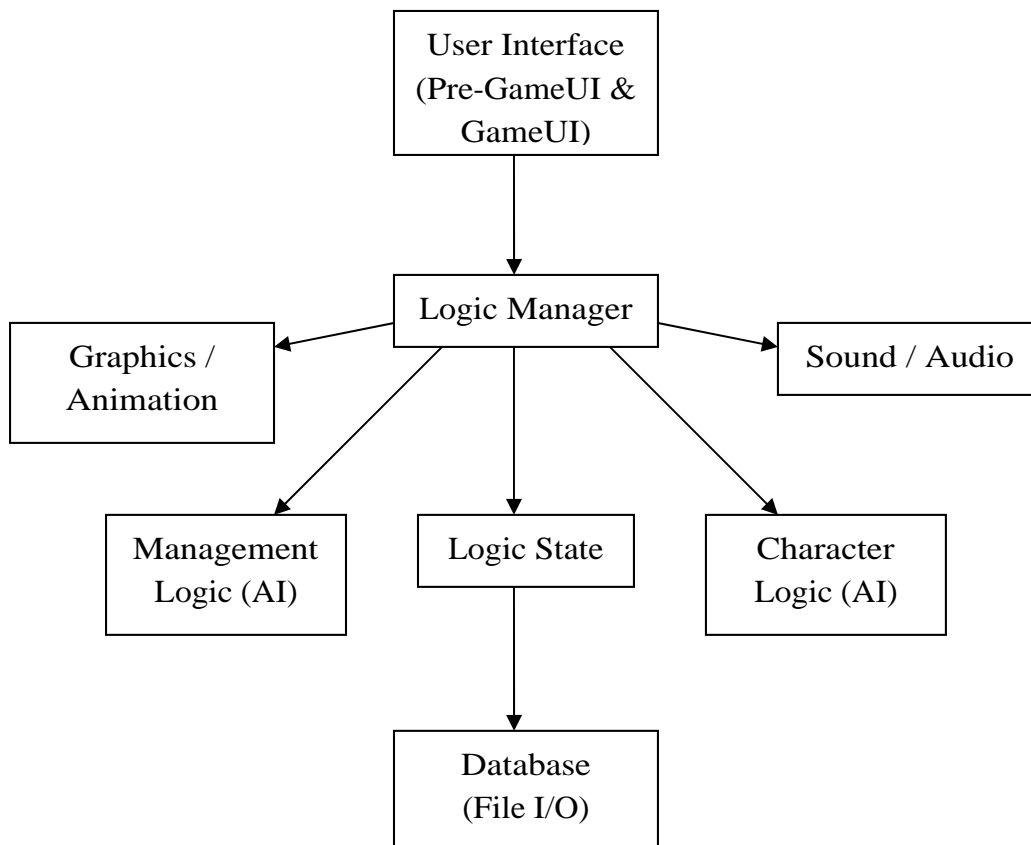 User Interface
(Pre-GameUI &
GameUI)
Logic Manager
Graphics /
Animation
Sound / Audio
Management
Logic (AI)
Logic State
Character
Logic (AI)
Database
(File I/O)